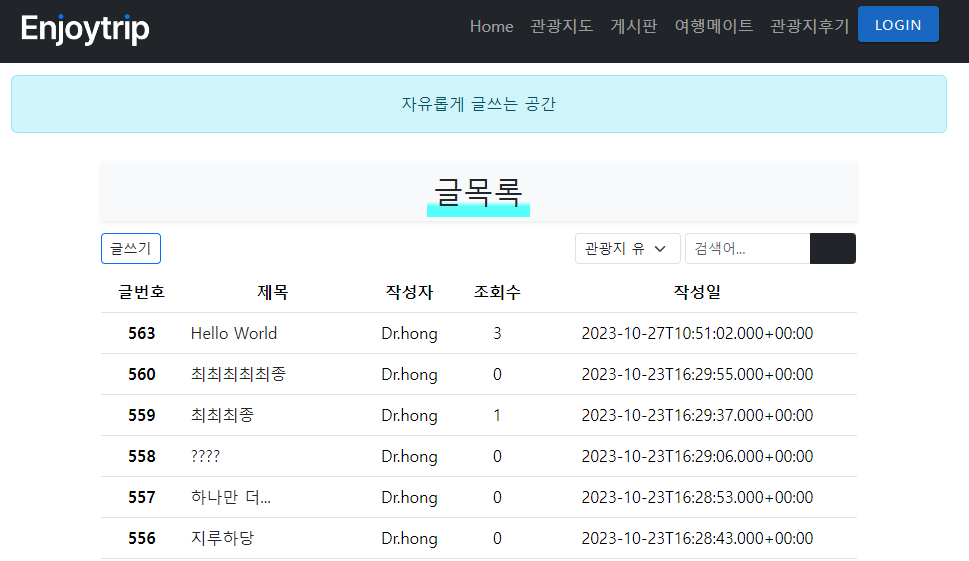 Enjoytrip Home 관광지도 게시판 여행메이트 관광지후기 LOGIN
자유롭게 글쓰는 공간
글목록
글쓰기 관광지 유 검색어...
글번호 제목 작성자 조회수 작성일
563 Hello World Dr.hong 3 2023-10-27T10:51:02.000+00:00
560 최최최최최종 Dr.hong 0 2023-10-23T16:29:55.000+00:00
559 최최최종 Dr.hong 1 2023-10-23T16:29:37.000+00:00
558 ???? Dr.hong 0 2023-10-23T16:29:06.000+00:00
557 하나만 더... Dr.hong 0 2023-10-23T16:28:53.000+00:00
556 지루하당 Dr.hong 0 2023-10-23T16:28:43.000+00:00